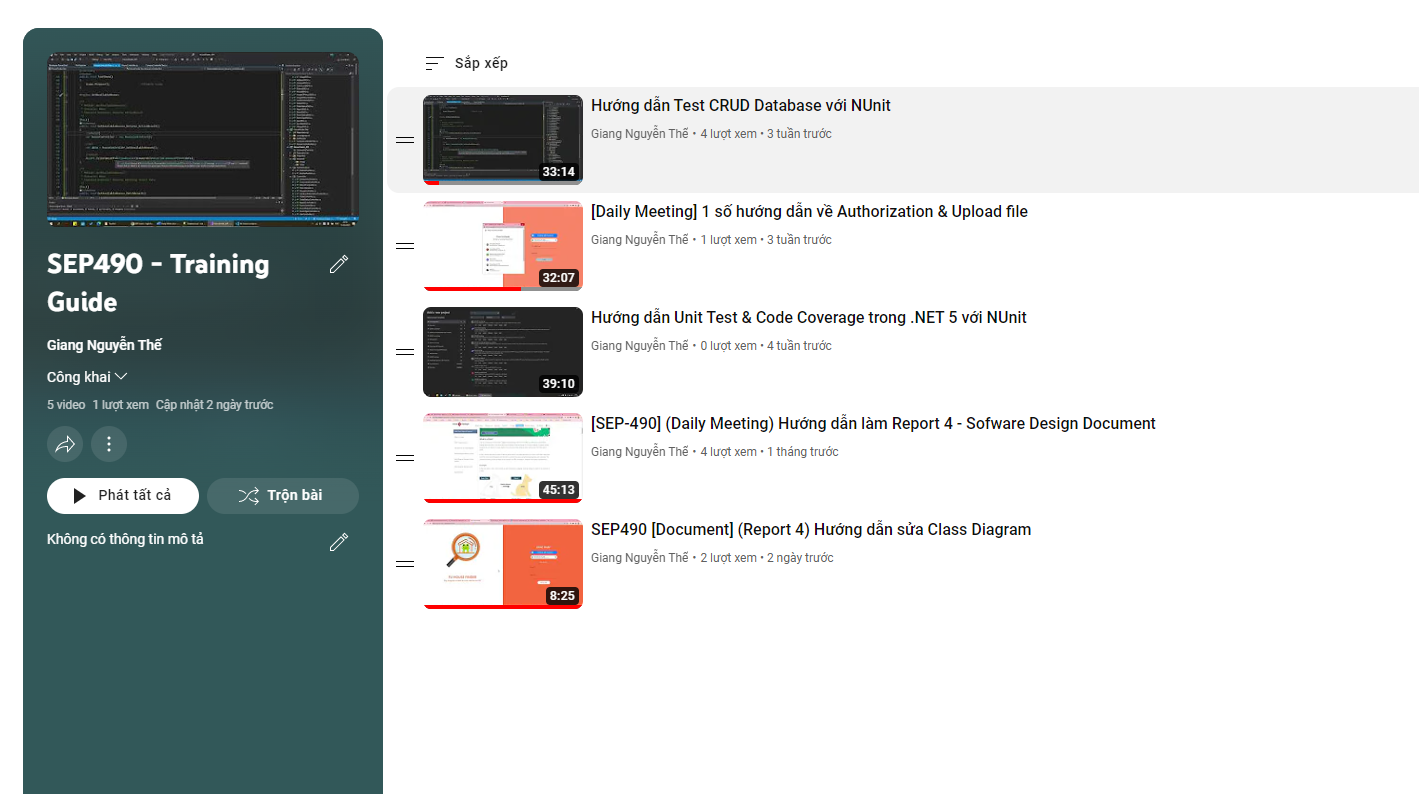 SEP490 - Training
Guide
Giang Nguyễn Thế
Công khai
5 video 1 lượt xem Cập nhật 2 ngày trước
Phát tất cả
Trộn bài
Không có thông tin mô tả
Sắp xếp
Hướng dẫn Test CRUD Database với NUnit
Giang Nguyễn Thế • 4 lượt xem • 3 tuần trước
33:14
[Daily Meeting] 1 số hướng dẫn về Authorization & Upload file
Giang Nguyễn Thế • 1 lượt xem • 3 tuần trước
32:07
Hướng dẫn Unit Test & Code Coverage trong .NET 5 với NUnit
Giang Nguyễn Thế • 0 lượt xem • 4 tuần trước
39:10
[SEP-490] (Daily Meeting) Hướng dẫn làm Report 4 - Sofware Design Document
Giang Nguyễn Thế • 4 lượt xem • 1 tháng trước
45:13
SEP490 [Document] (Report 4) Hướng dẫn sửa Class Diagram
Giang Nguyễn Thế • 2 lượt xem • 2 ngày trước
8:25